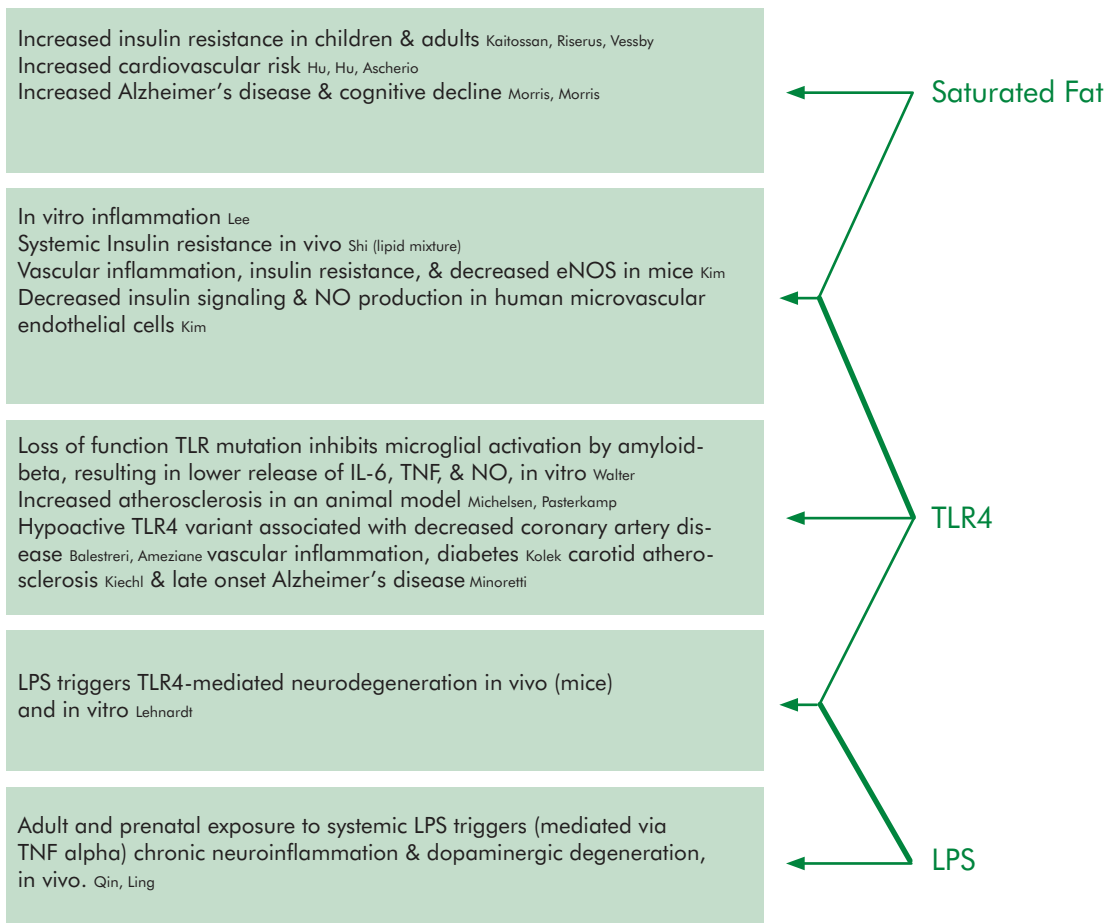 Increased insulin resistance in children & adults Kaitossan, Riserus, Vessby
Increased cardiovascular risk Hu, Hu, Ascherio
Increased Alzheimer's disease & cognitive decline Morris, Morris
Saturated Fat
In vitro inflammation Lee
Systemic Insulin resistance in vivo Shi (lipid mixture)
Vascular inflammation, insulin resistance, & decreased eNOS in mice Kim
Decreased insulin signaling & NO production in human microvascular
endothelial cells Kim
Loss of function TLR mutation inhibits microglial activation by amyloid-
beta, resulting in lower release of IL-6, TNF, & NO, in vitro Walter
Increased atherosclerosis in an animal model Michelsen, Pasterkamp
Hypoactive TLR4 variant associated with decreased coronary artery dis-
ease Balestreri, Ameziane vascular inflammation, diabetes Kolek carotid athero-
sclerosis Kiechl & late onset Alzheimer's disease Minoretti
TLR4
LPS triggers TLR4-mediated neurodegeneration in vivo (mice)
and in vitro Lehnardt
Adult and prenatal exposure to systemic LPS triggers (mediated via
TNF alpha) chronic neuroinflammation & dopaminergic degeneration,
in vivo. Qin, Ling
LPS